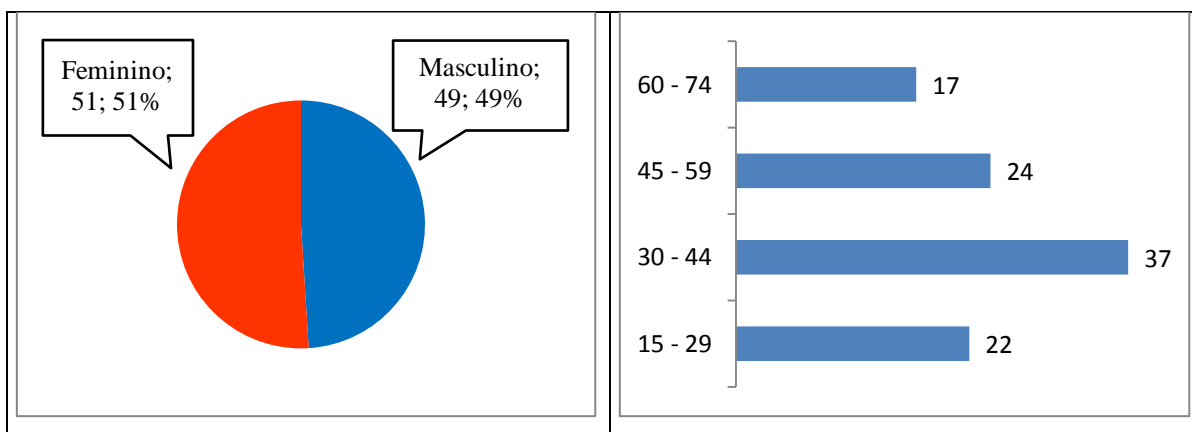 Feminino;
51; 51%
Masculino;
49; 49%
60 - 74
17
45 - 59
24
30 - 44
37
15 - 29
22